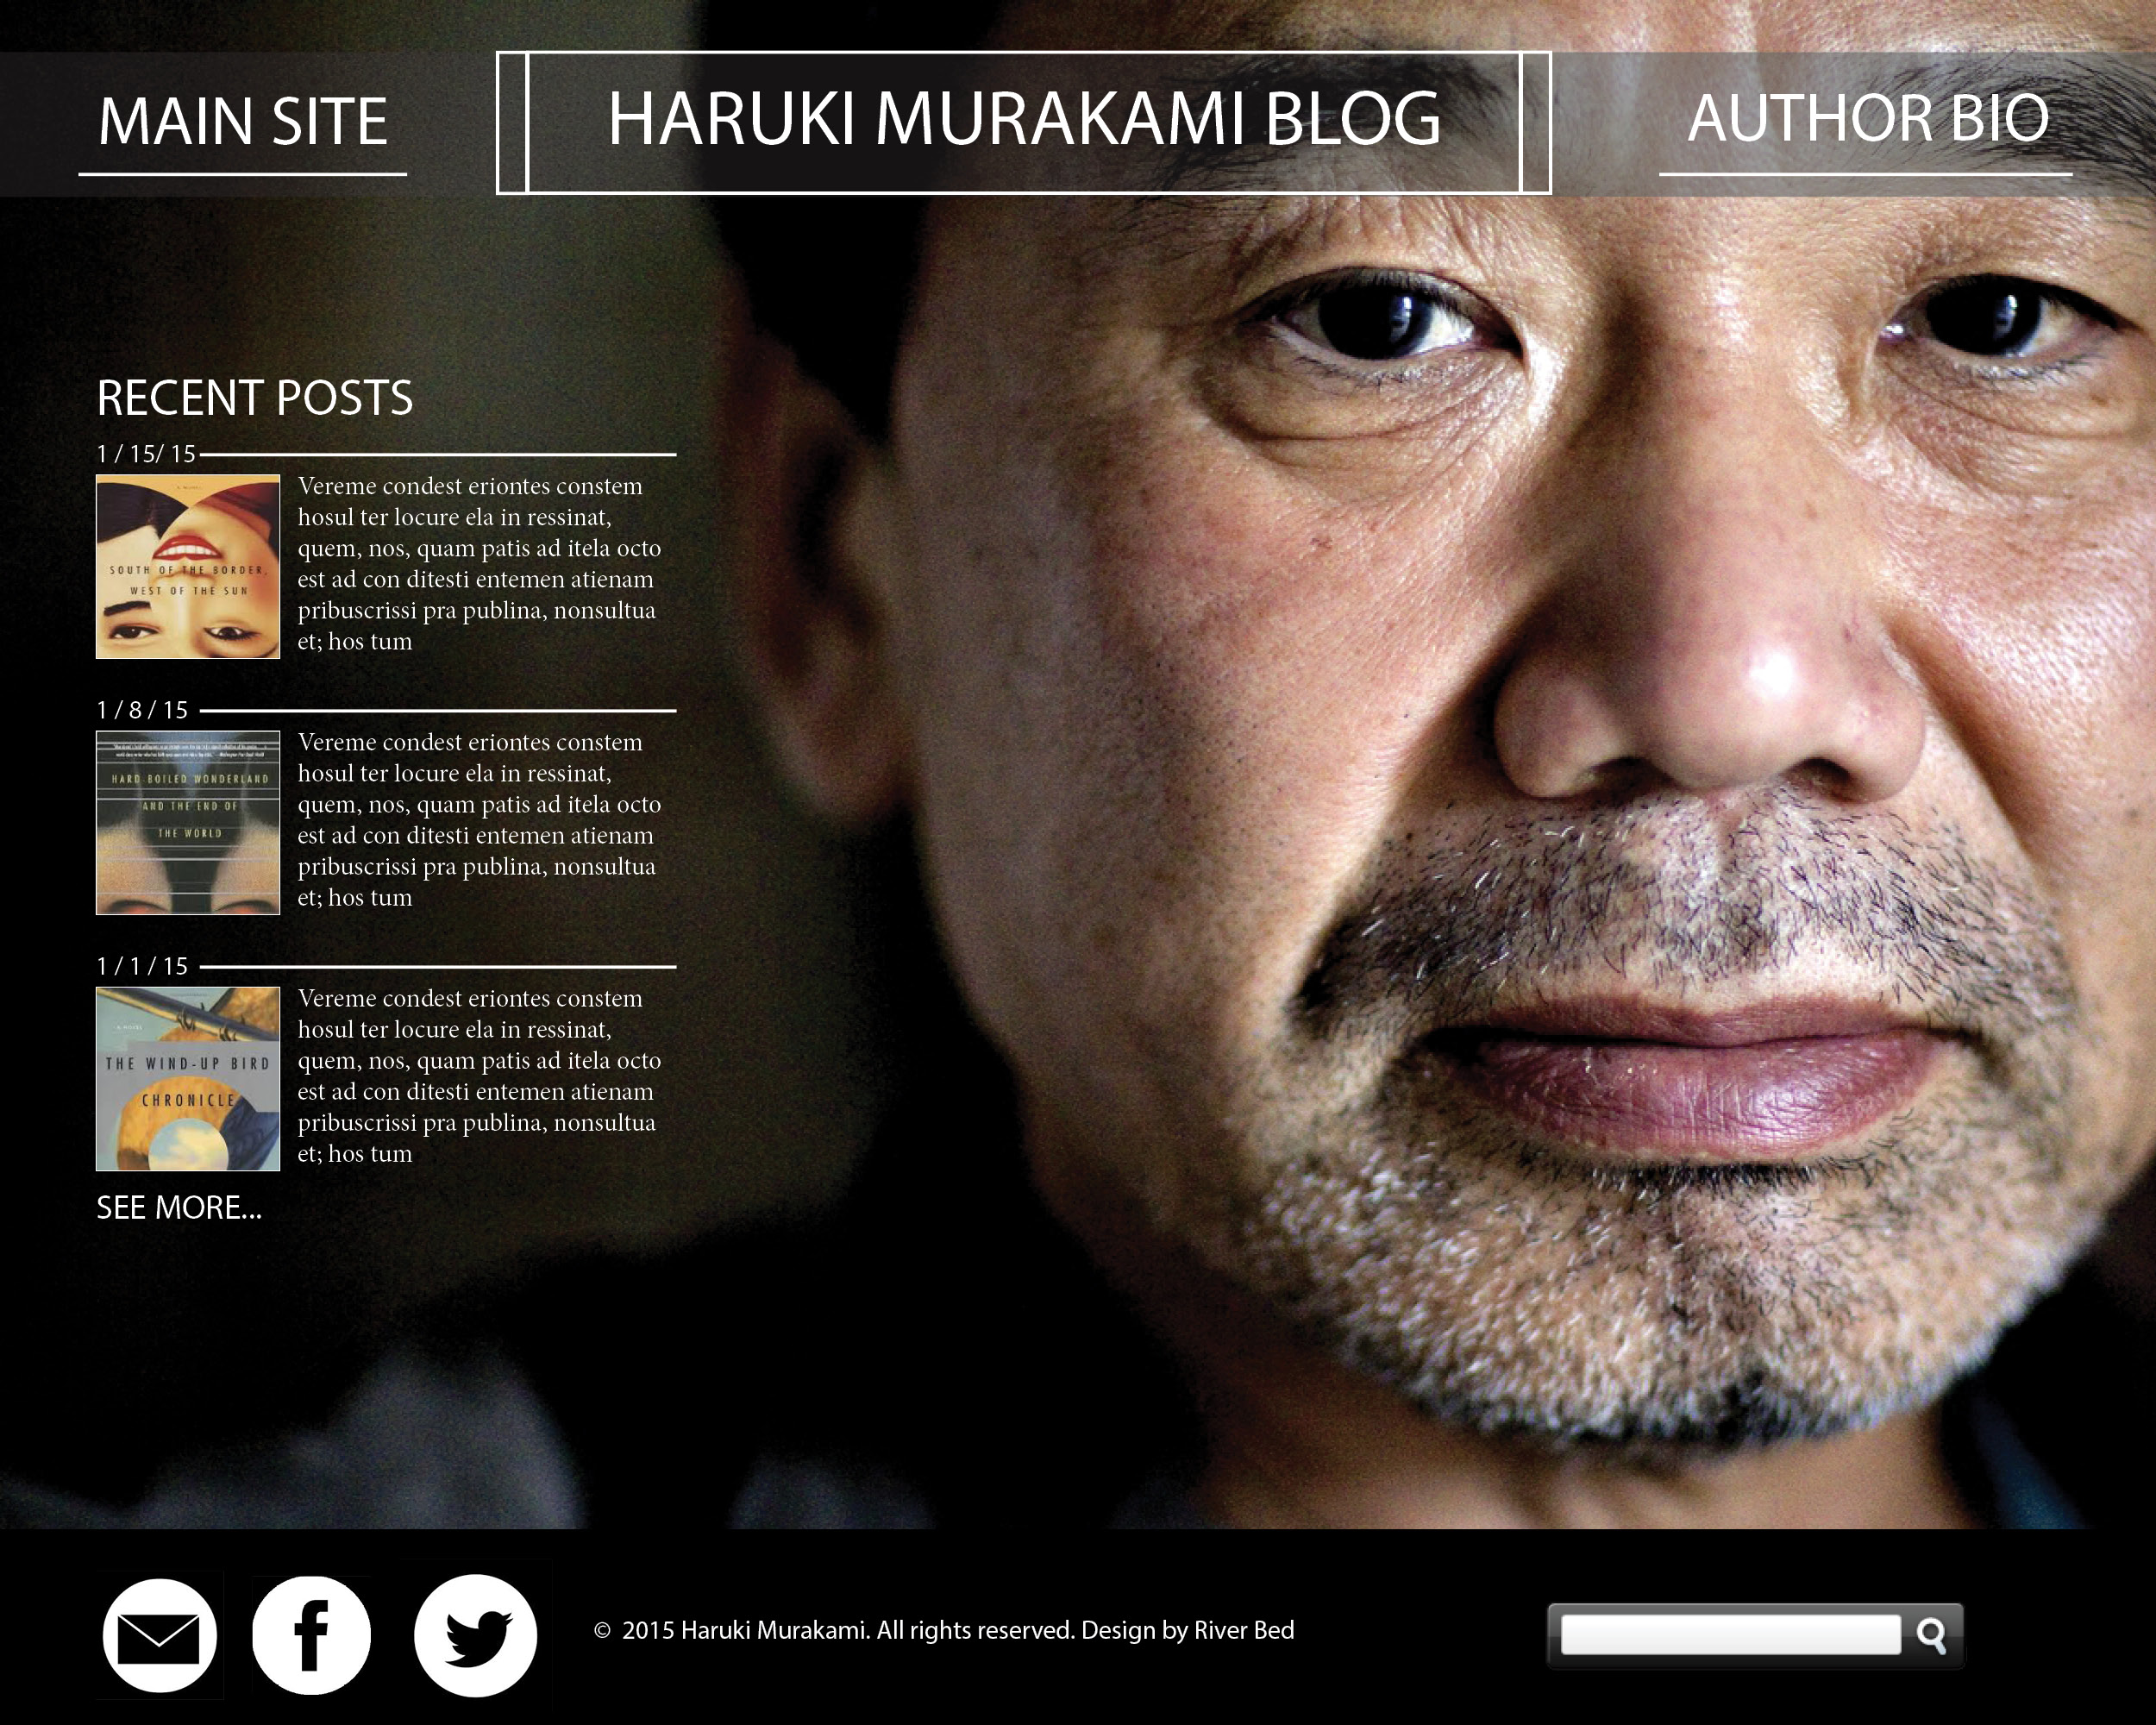 MAIN SITE
HARUKI MURAKAMI BLOG
AUTHOR BIO
RECENT POSTS
1 / 15/ 15
SOUTH OF THE BORDER,
WEST OF THE SUN
Vereme condest eriontes constem
hosul ter locure ela in ressinat,
quem, nos, quam patis ad itela octo
est ad con ditesti entemen atienam
pribuscrissi pra publina, nonsultua
et; hos tum
1 / 8 / 15
HARD-BOILED WONDERLAND
AND THE END OF
THE WORLD
Vereme condest eriontes constem
hosul ter locure ela in ressinat,
quem, nos, quam patis ad itela octo
est ad con ditesti entemen atienam
pribuscrissi pra publina, nonsultua
et; hos tum
1 / 1 / 15
A NOVEL
THE WIND-UP BIRD
CHRONICLE
Vereme condest eriontes constem
hosul ter locure ela in ressinat,
quem, nos, quam patis ad itela octo
est ad con ditesti entemen atienam
pribuscrissi pra publina, nonsultua
et; hos tum
SEE MORE...
© 2015 Haruki Murakami. All rights reserved. Design by River Bed